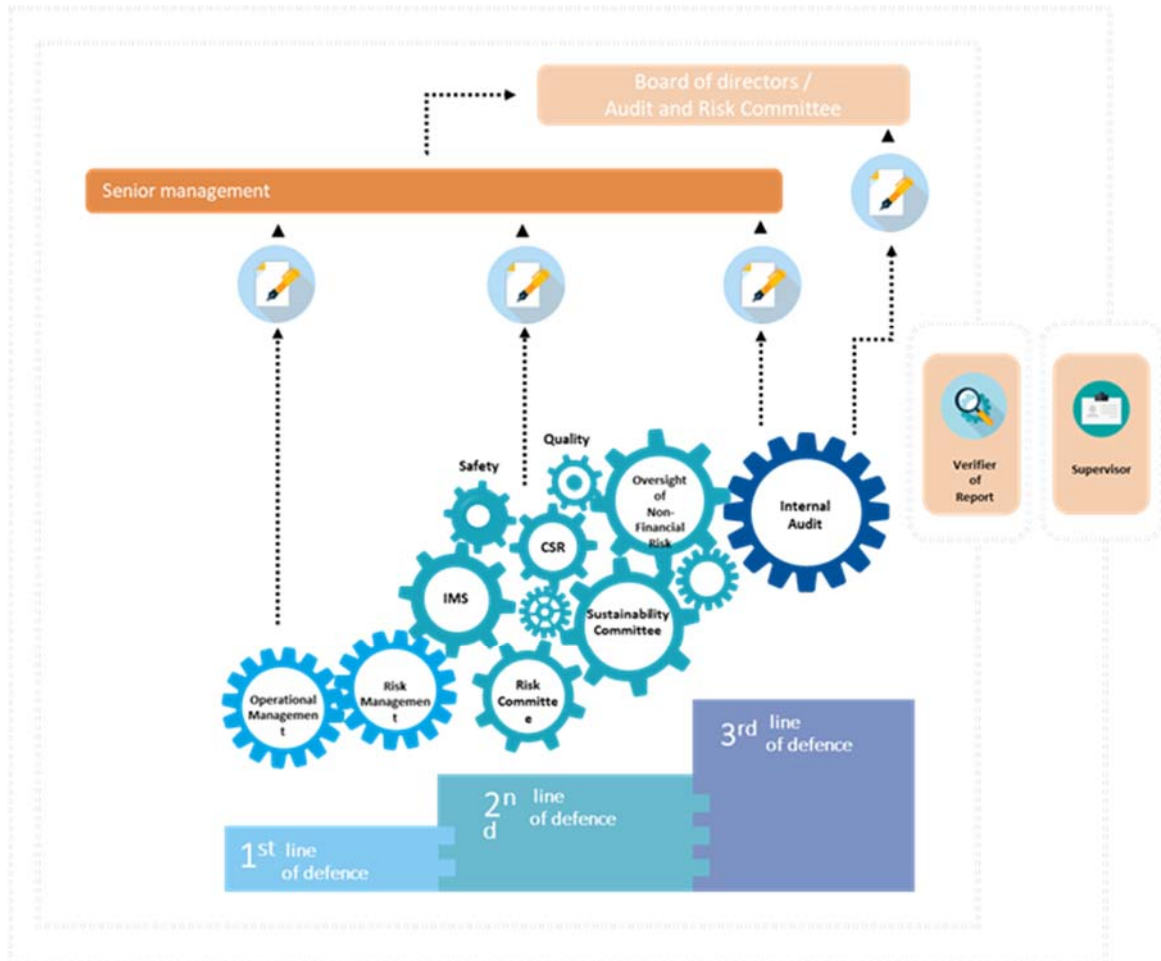 Board of directors /
Audit and Risk Committee
Senior management
Quality
Safety
Oversight
of
Non-
Financial
Risk
Internal
Audit
Verifier
of
Report
Supervisor
CSR
IMS
Sustainability
Committee
Operational
Managemen
t
Risk
Managemen
t
Risk
Committe
e
3rd line
of defence
2n
d
line
of defence
1st line
of defence